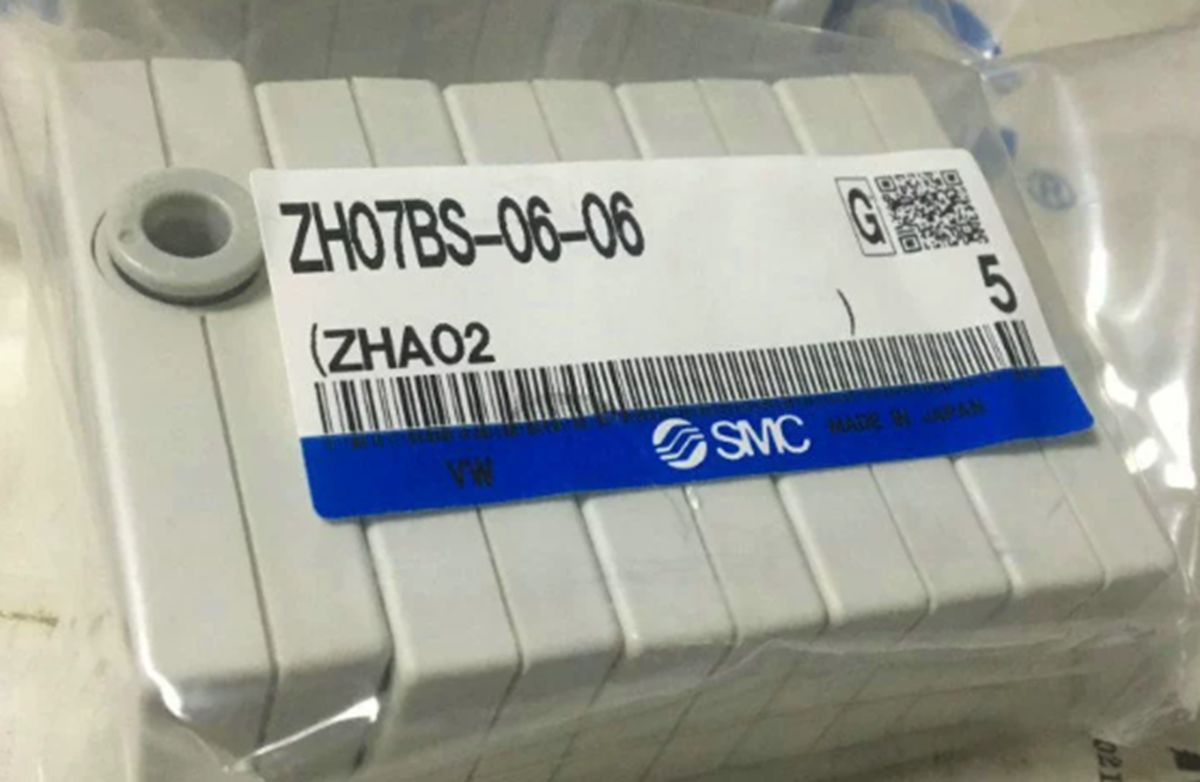 ZH07BS-06-06
G
5
(ZHA02 )
SMC MADE IN JAPAN
VW